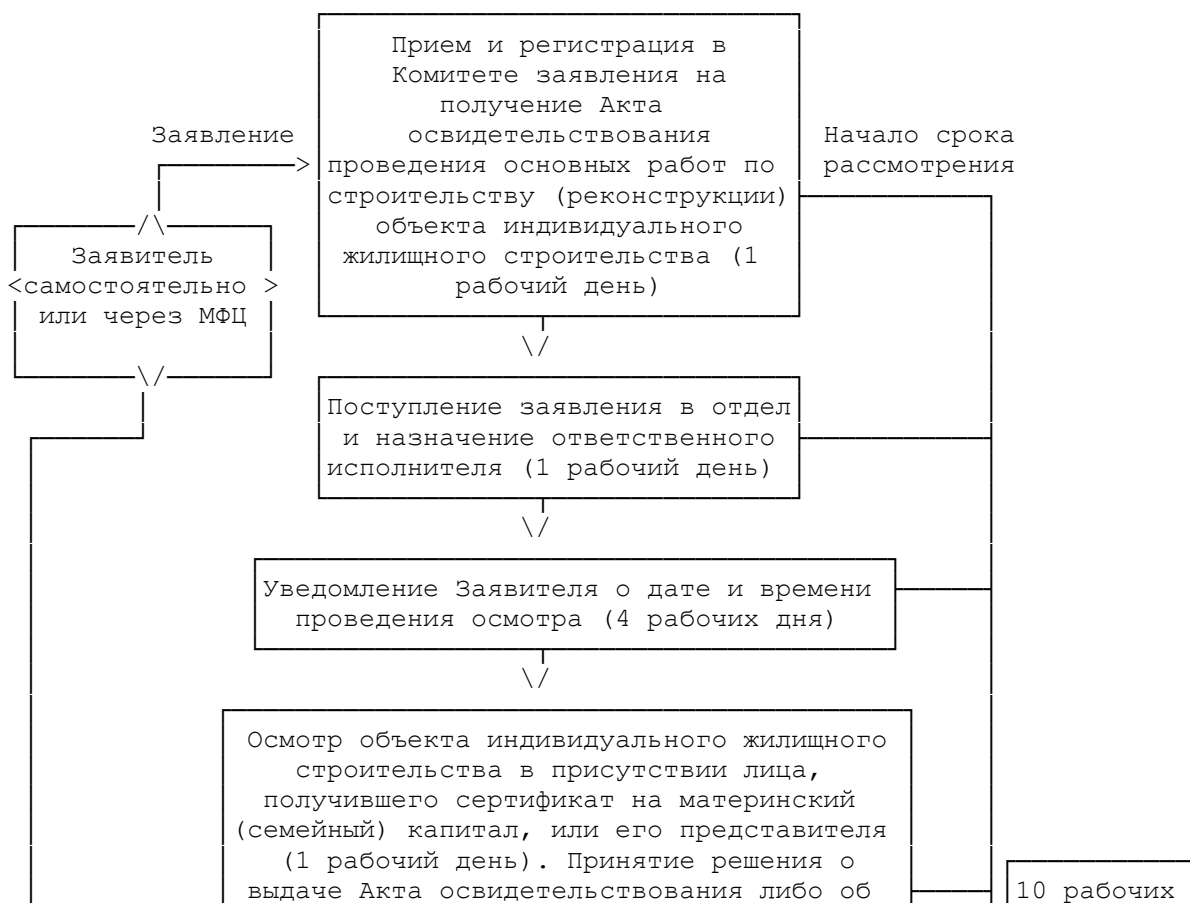 Прием и регистрация в
Комитете заявления на
получение Акта
освидетельствования
проведения основных работ по
строительству (реконструкции)
объекта индивидуального
жилищного строительства (1
рабочий день)
Заявление
Начало срока
рассмотрения
Заявитель
<самостоятельно >
или через МФЦ
Поступление заявления в отдел
и назначение ответственного
исполнителя (1 рабочий день)
Уведомление Заявителя о дате и времени
проведения осмотра (4 рабочих дня)
Осмотр объекта индивидуального жилищного
строительства в присутствии лица,
получившего сертификат на материнский
(семейный) капитал, или его представителя
(1 рабочий день). Принятие решения о
выдаче Акта освидетельствования либо об
10 рабочих